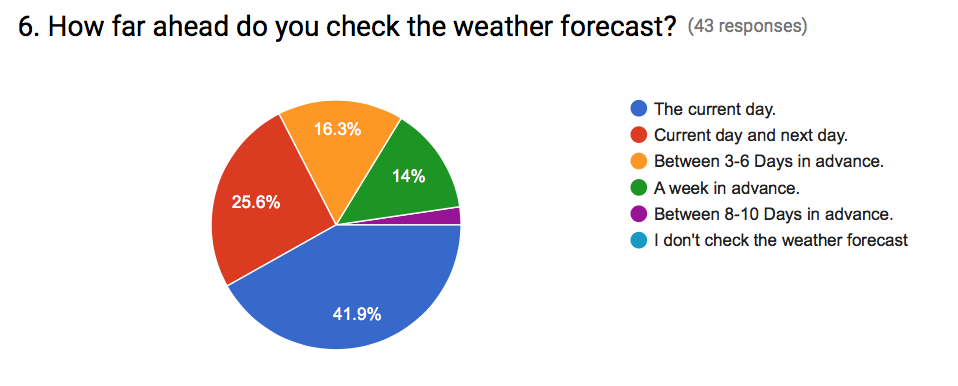 6. How far ahead do you check the weather forecast? (43 responses)
16.3%
14%
25.6%
41.9%
The current day.
Current day and next day.
Between 3-6 Days in advance.
A week in advance.
Between 8-10 Days in advance.
I don't check the weather forecast